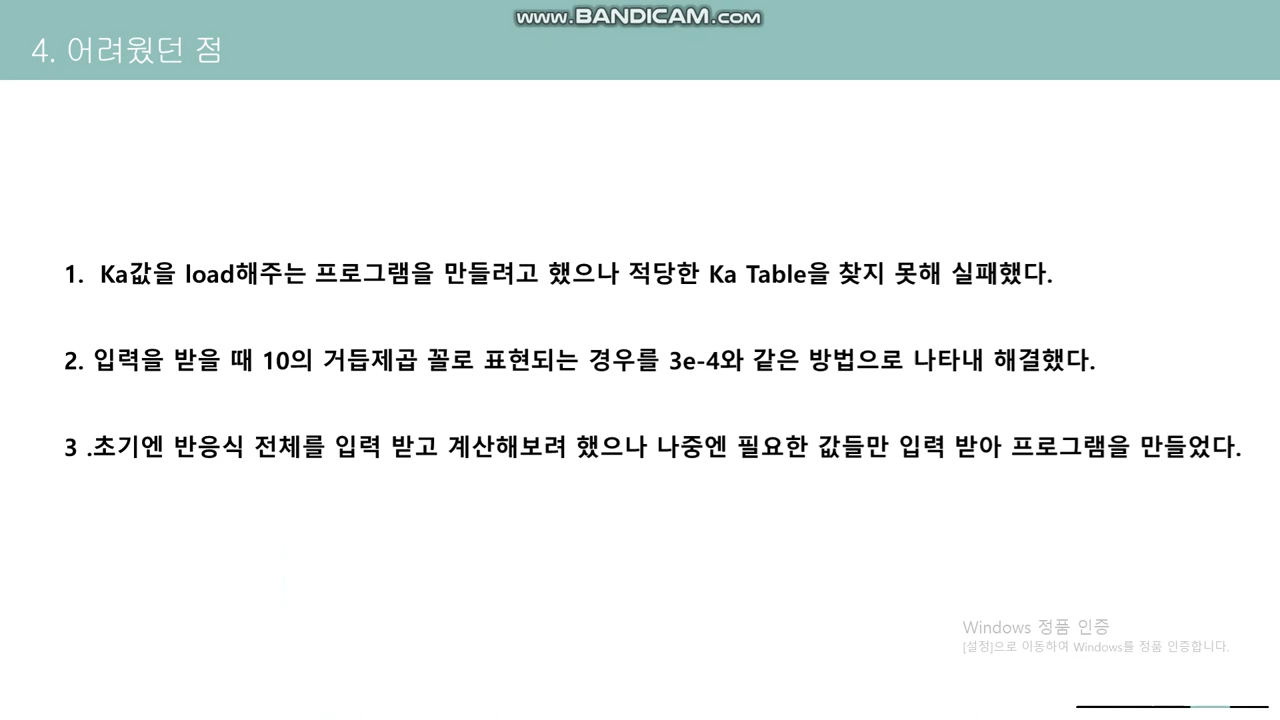 www.BANDICAM.com
4. 어려웠던 점
1. Ka값을 load해주는 프로그램을 만들려고 했으나 적당한 Ka Table을 찾지 못해 실패했다.
2. 입력을 받을 때 10의 거듭제곱 꼴로 표현되는 경우를 3e-4와 같은 방법으로 나타내 해결했다.
3 .초기엔 반응식 전체를 입력 받고 계산해보려 했으나 나중엔 필요한 값들만 입력 받아 프로그램을 만들었다.
Windows 정품 인증
[설정]으로 이동하여 Windows를 정품 인증합니다.